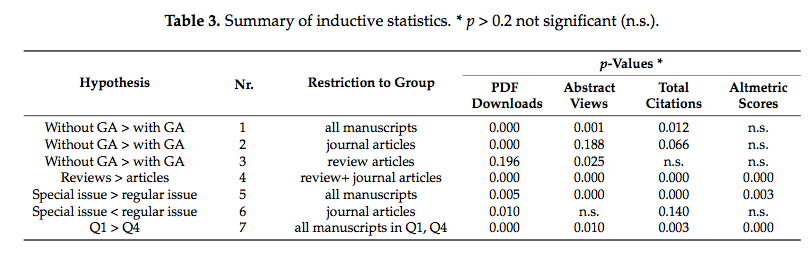 Table 3. Summary of inductive statistics. * p > 0.2 not significant (n.s.).
Hypothesis Nr. Restriction to Group p-Values *
PDF Downloads Abstract Views Total Citations Altmetric Scores
Without GA > with GA 1 all manuscripts 0.000 0.001 0.012 n.s.
Without GA > with GA 2 journal articles 0.000 0.188 0.066 n.s.
Without GA > with GA 3 review articles 0.196 0.025 n.s. n.s.
Reviews > articles 4 review+ journal articles 0.000 0.000 0.000 0.000
Special issue > regular issue 5 all manuscripts 0.005 0.000 0.000 0.003
Special issue < regular issue 6 journal articles 0.010 n.s. 0.140 n.s.
Q1 > Q4 7 all manuscripts in Q1, Q4 0.000 0.010 0.003 0.000